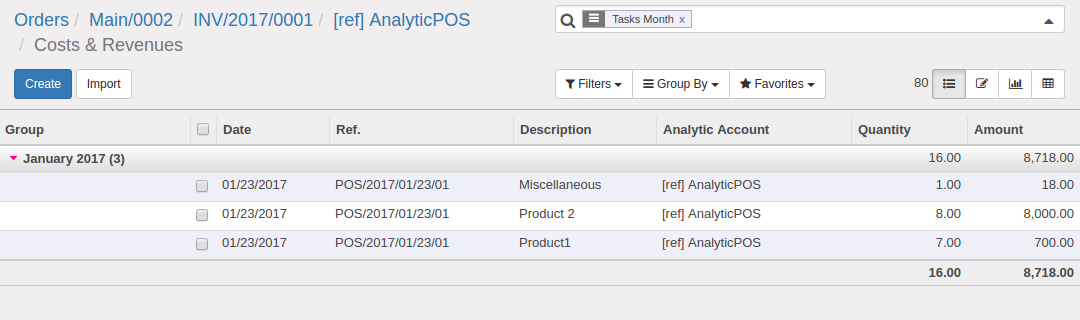 Orders / Main/0002 / INV/2017/0001 / [ref] AnalyticPOS
/ Costs & Revenues
Tasks Month x
Create Import
Filters Group By Favorites
80
Group Date Ref. Description Analytic Account Quantity Amount
January 2017 (3) 16.00 8,718.00
01/23/2017 POS/2017/01/23/01 Miscellaneous [ref] AnalyticPOS 1.00 18.00
01/23/2017 POS/2017/01/23/01 Product 2 [ref] AnalyticPOS 8.00 8,000.00
01/23/2017 POS/2017/01/23/01 Product1 [ref] AnalyticPOS 7.00 700.00
16.00 8,718.00